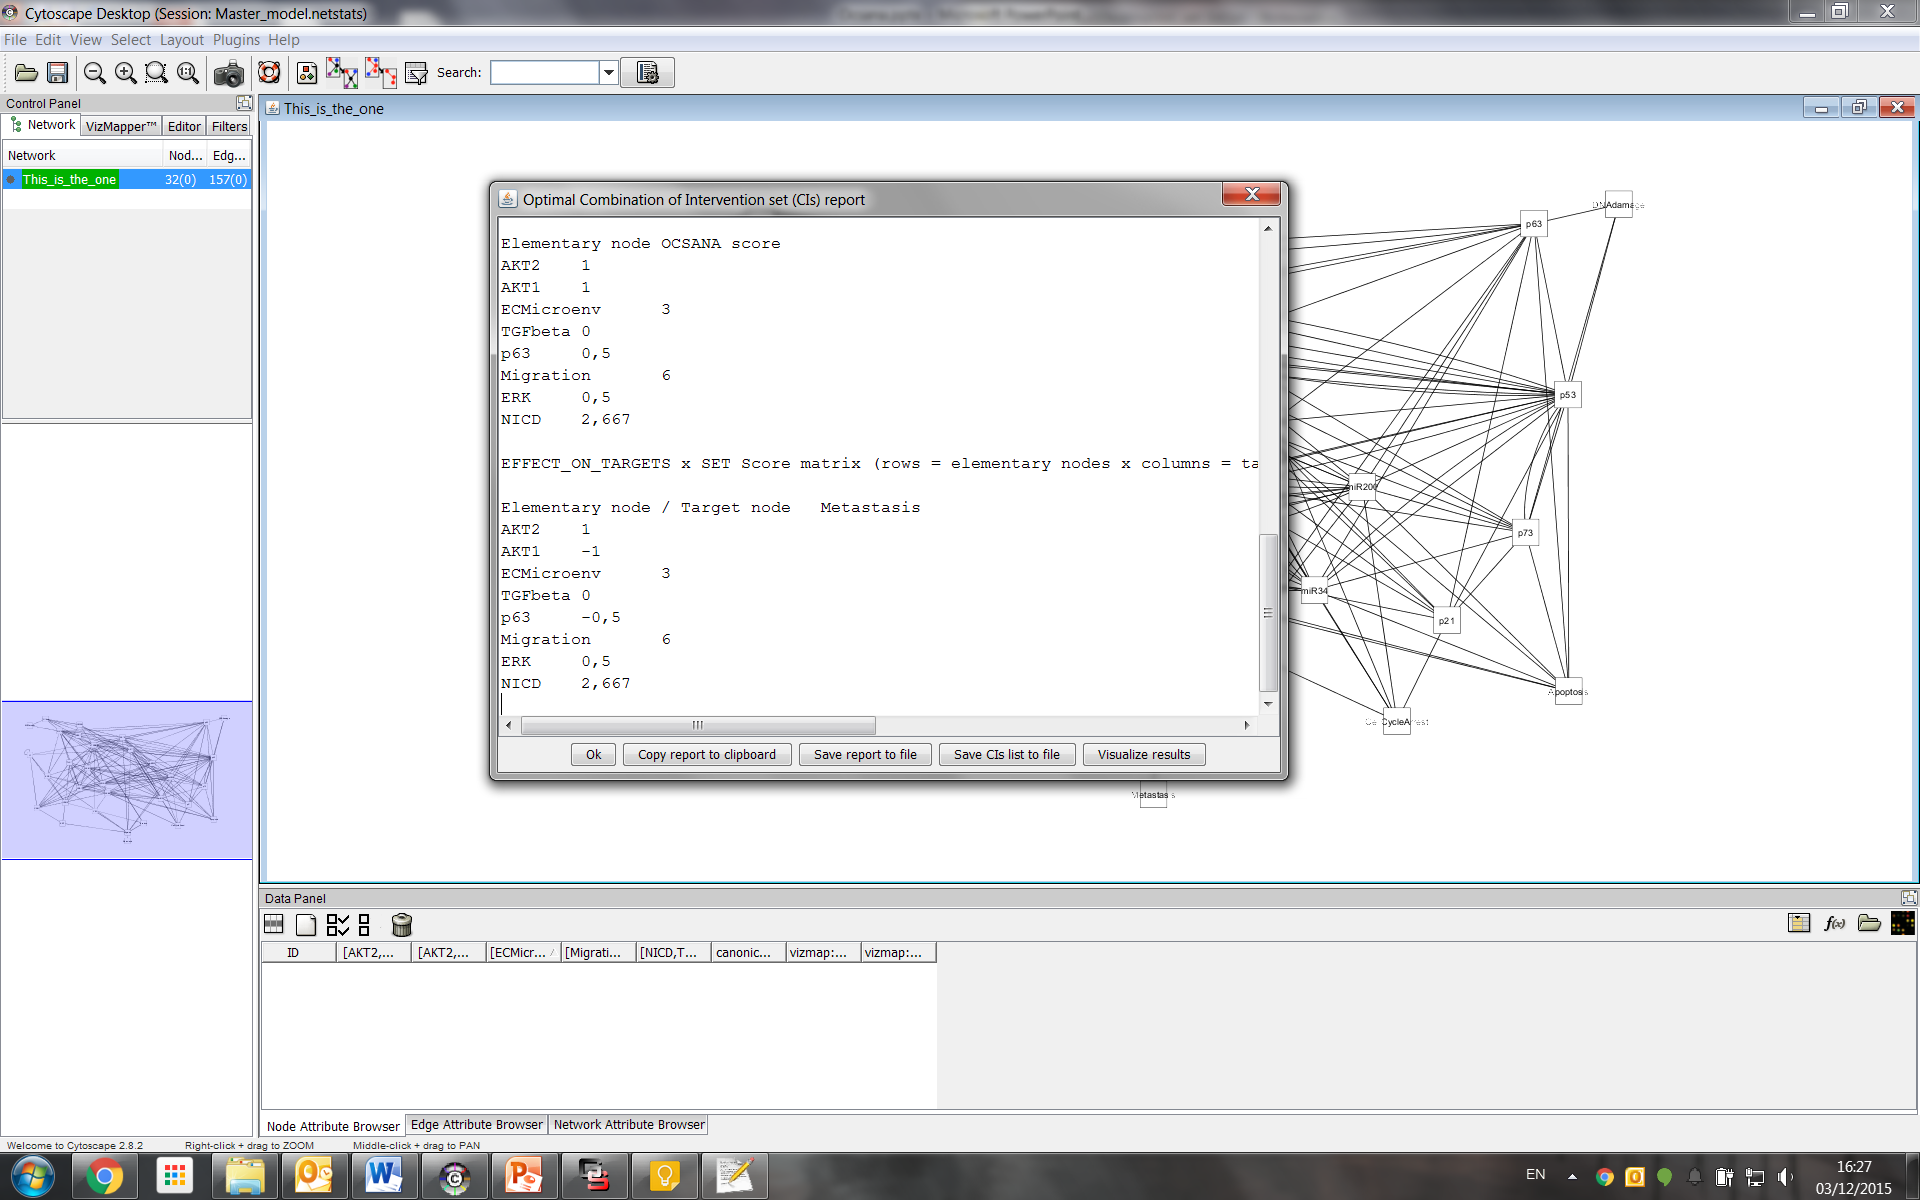 Cytoscape Desktop (Session: Master_model.netstats)
File Edit View Select Layout Plugins Help
Search:
Control Panel
Network VizMapper™ Editor Filters
Network Nod... Edg...
This_is_the_one 32(0) 157(0)
This_is_the_one
Optimal Combination of Intervention set (CIs) report
Elementary node OCSANA score
AKT2 1
AKT1 1
ECMicroenv 3
TGFbeta 0
p63 0,5
Migration 6
ERK 0,5
NICD 2,667
EFFECT_ON_TARGETS x SET Score matrix (rows = elementary nodes x columns = ta
Elementary node / Target node Metastasis
AKT2 1
AKT1 -1
ECMicroenv 3
TGFbeta 0
p63 -0,5
Migration 6
ERK 0,5
NICD 2,667
Ok Copy report to clipboard Save report to file Save CIs list to file Visualize results
DNAdamage
p63
p53
miR200
p73
miR34
p21
Apoptosis
CellCycleArrest
Metastasis
Data Panel
ID [AKT2,... [AKT2,... [ECMicr... [Migrati... [NICD,T... canonic... vizmap:... vizmap:...
Node Attribute Browser Edge Attribute Browser Network Attribute Browser
Welcome to Cytoscape 2.8.2 Right-click + drag to ZOOM Middle-click + drag to PAN
EN
16:27
03/12/2015